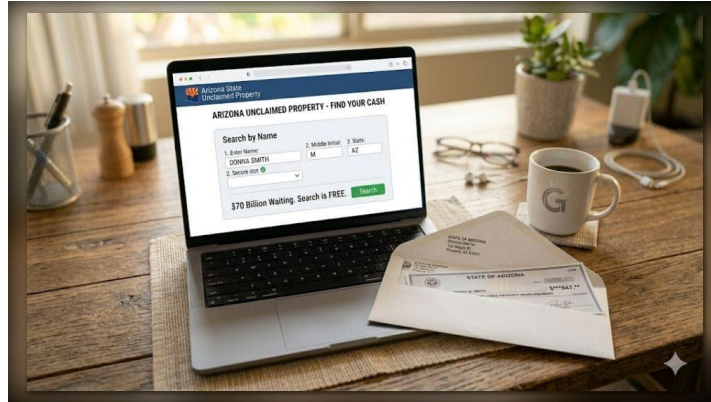 Arizona State
Unclaimed Property
ARIZONA UNCLAIMED PROPERTY - FIND YOUR CASH
Search by Name
1. Enter Name:
2. Middle Initial:
3. State:
DONNA SMITH
M
AZ
2. Secure slot
$70 Billion Waiting. Search is FREE.
Search
G
STATE OF ARIZONA
STATE OF ARIZONA
$***$47.**